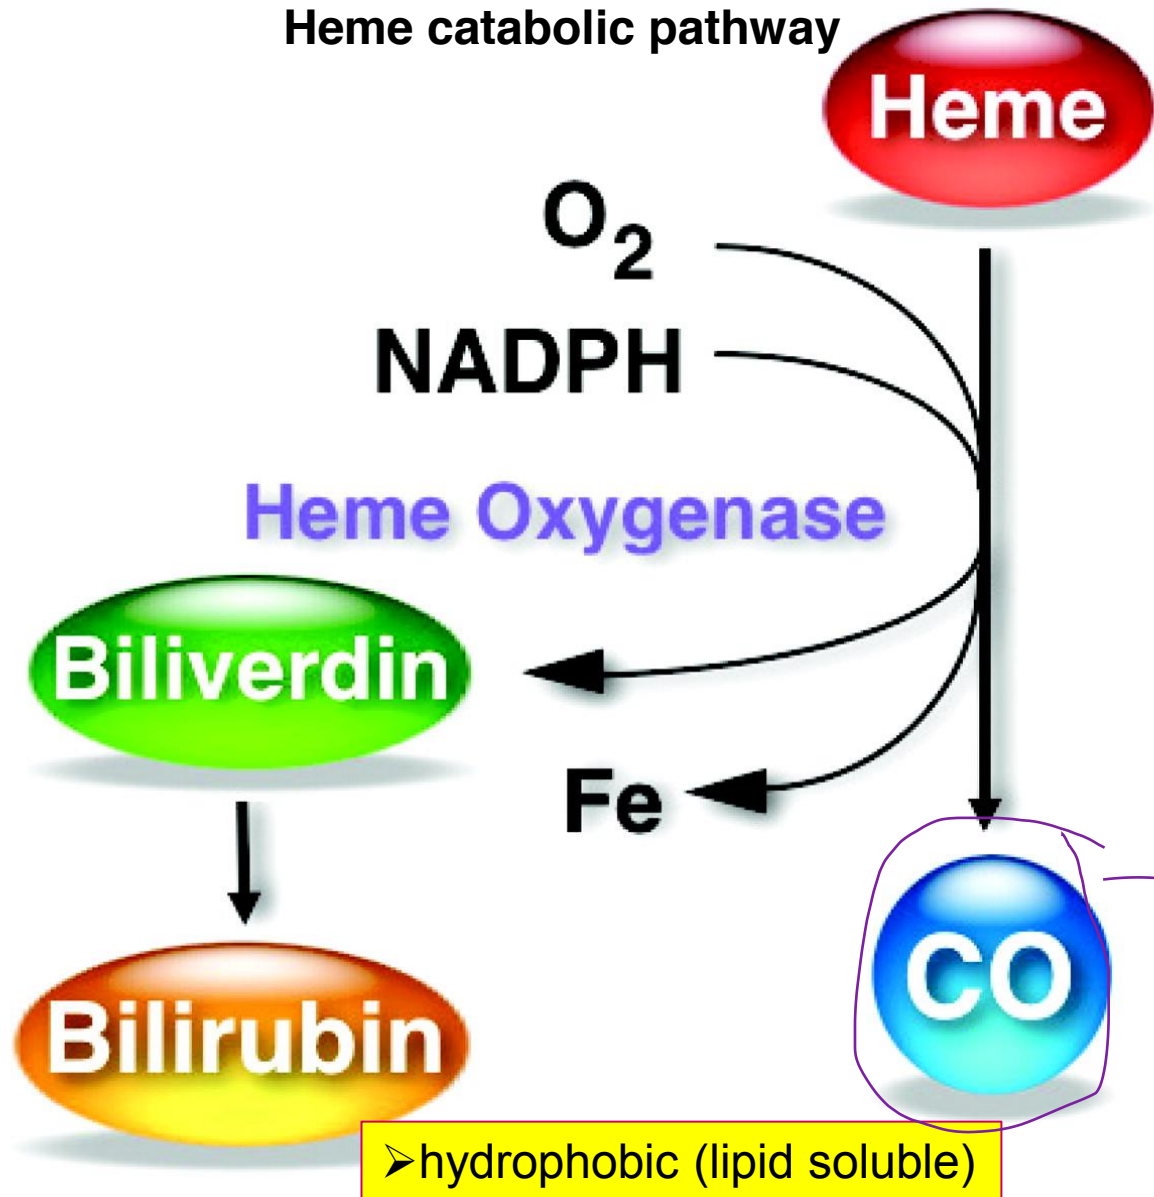 Heme catabolic pathway
Heme
O₂
NADPH
Heme Oxygenase
Biliverdin
Fe
CO
Bilirubin
➢hydrophobic (lipid soluble)